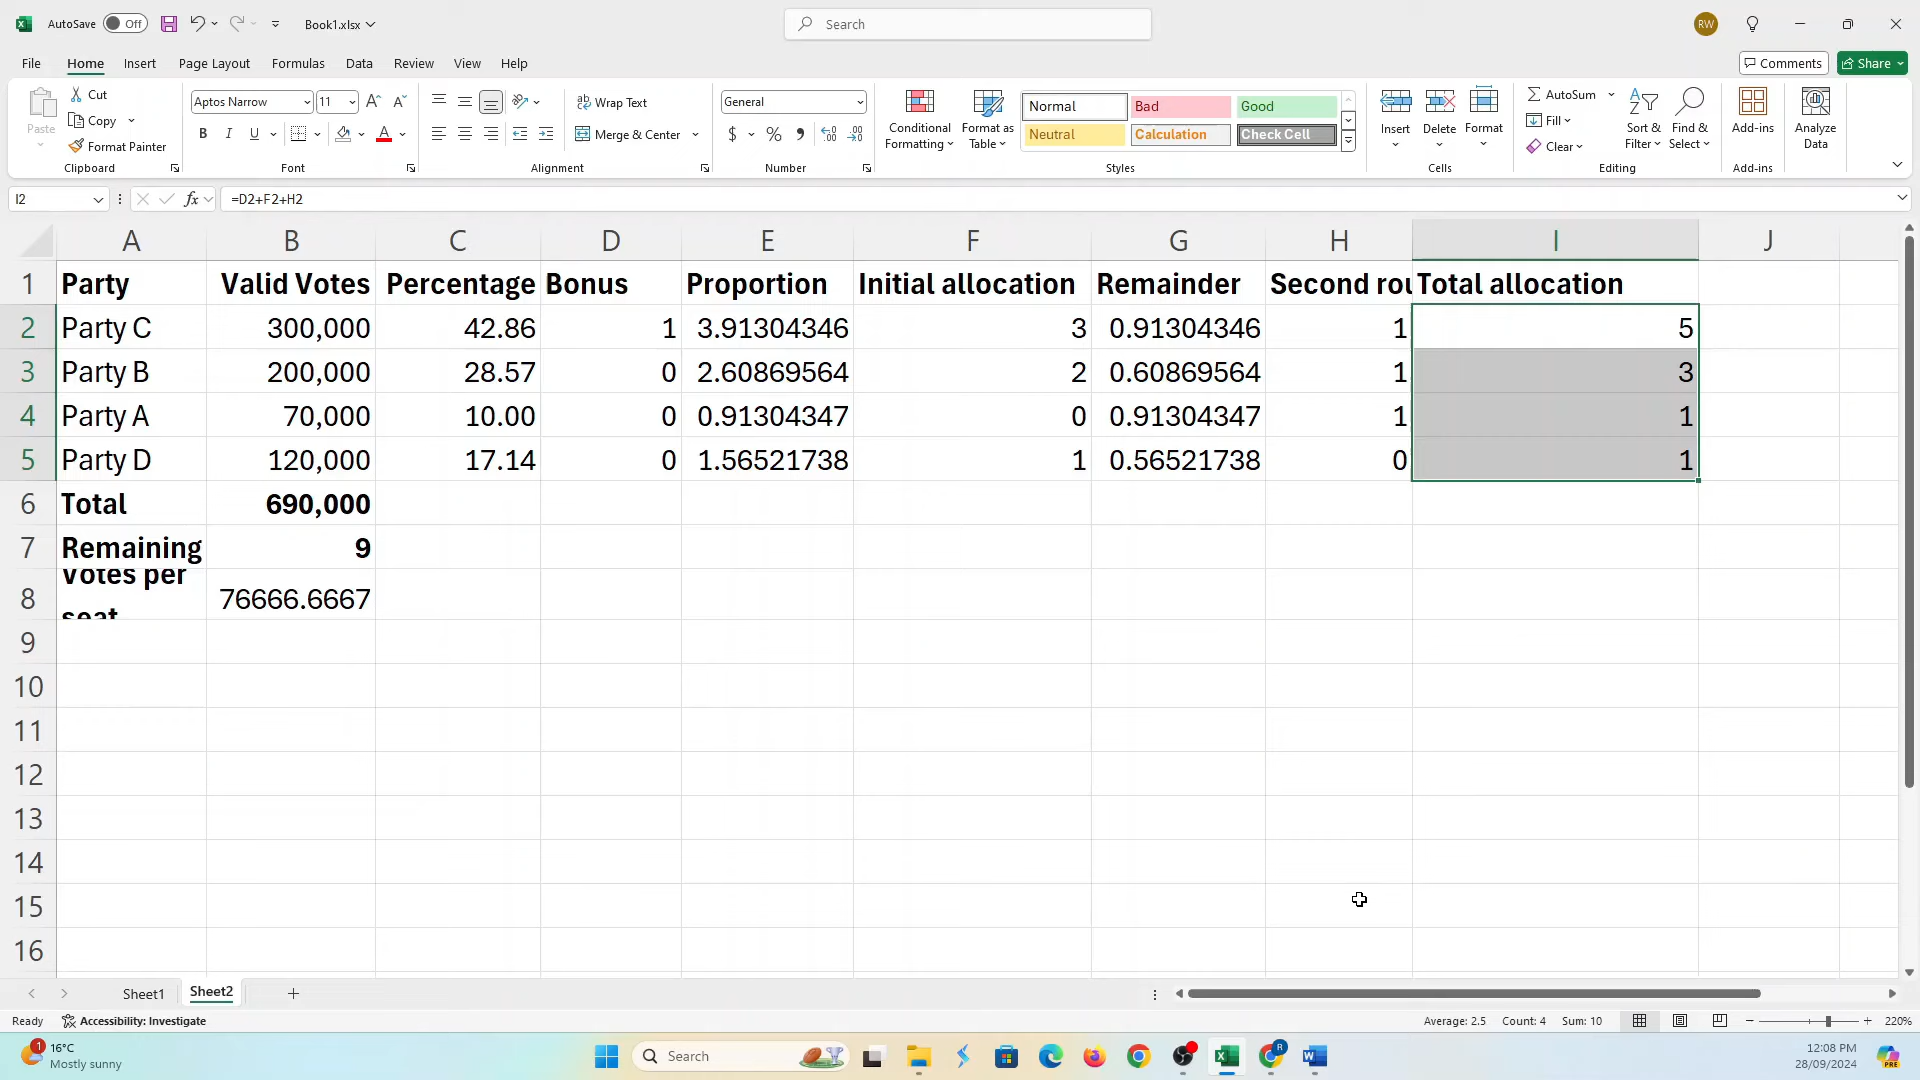 AutoSave Off Book1.xlsx Search RW
File Home Insert Page Layout Formulas Data Review View Help Comments Share
Paste Cut Copy Format Painter Clipboard
Aptos Narrow 11 B I U Font
Wrap Text Merge & Center Alignment
General $ % Number
Conditional Formatting Format as Table Normal Bad Good Neutral Calculation Check Cell Styles
Insert Delete Format Cells
AutoSum Fill Clear Sort & Filter Find & Select Editing
Add-ins Add-ins
Analyze Data
I2 fx =D2+F2+H2
A B C D E F G H I J
1 Party Valid Votes Percentage Bonus Proportion Initial allocation Remainder Second rou Total allocation
2 Party C 300,000 42.86 1 3.91304346 3 0.91304346 1 5
3 Party B 200,000 28.57 0 2.60869564 2 0.60869564 1 3
4 Party A 70,000 10.00 0 0.91304347 0 0.91304347 1 1
5 Party D 120,000 17.14 0 1.56521738 1 0.56521738 0 1
6 Total 690,000
7 Remaining 9
8 Votes per seat 76666.6667
9
10
11
12
13
14
15
16
Sheet1 Sheet2
Ready Accessibility: Investigate Average: 2.5 Count: 4 Sum: 10 220%
1 16°C Mostly sunny Search R 12:08 PM 28/09/2024 PRE